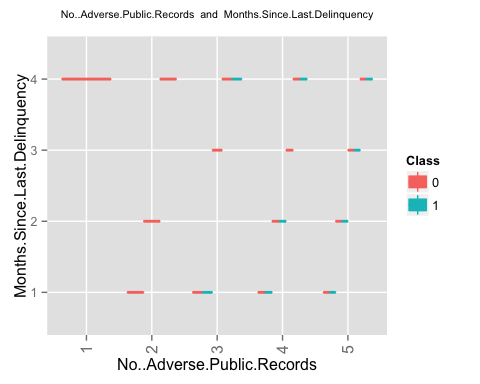 No..Adverse.Public.Records and Months.Since.Last.Delinquency
Months.Since.Last.Delinquency
4
3
2
1
1
2
3
4
5
No..Adverse.Public.Records
Class
0
1